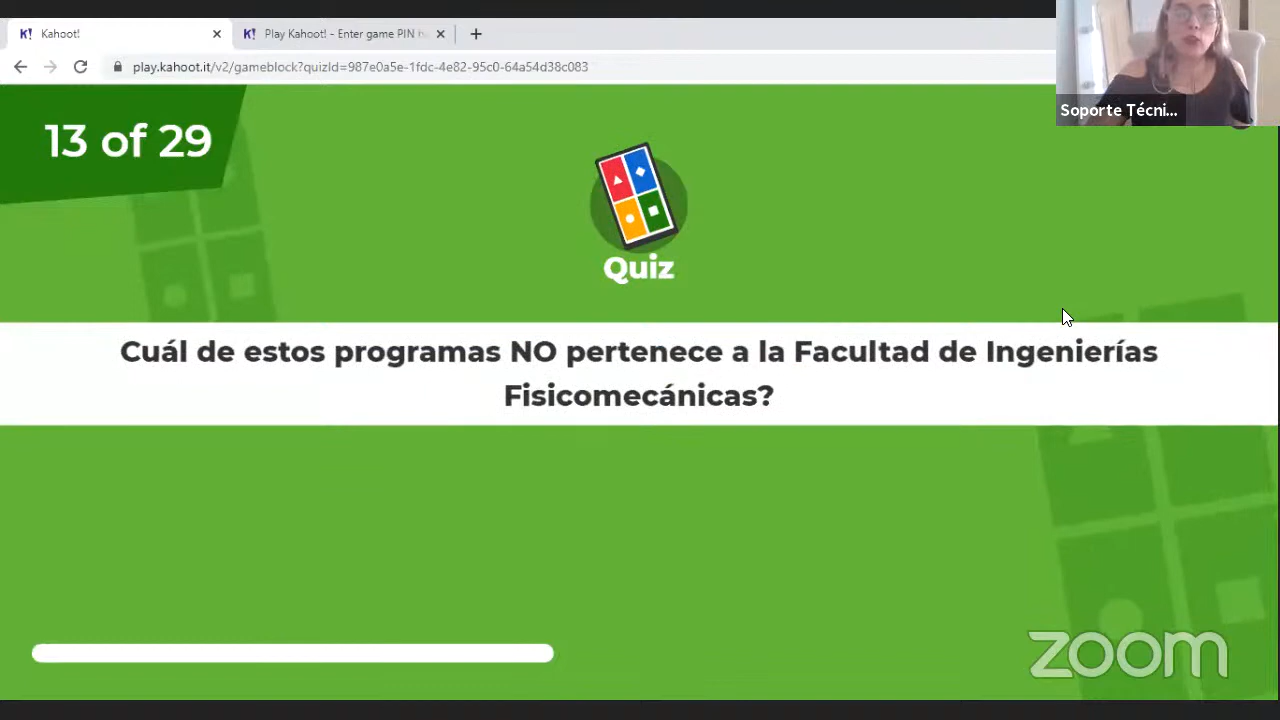 Kahoot!
Play Kahoot! - Enter game PIN
play.kahoot.it/v2/gameblock?quizId=987e0a5e-1fdc-4e82-95c0-64a54d38c083
Soporte Técni...
13 of 29
Quiz
Cuál de estos programas NO pertenece a la Facultad de Ingenierías
Fisicomecánicas?
zoom